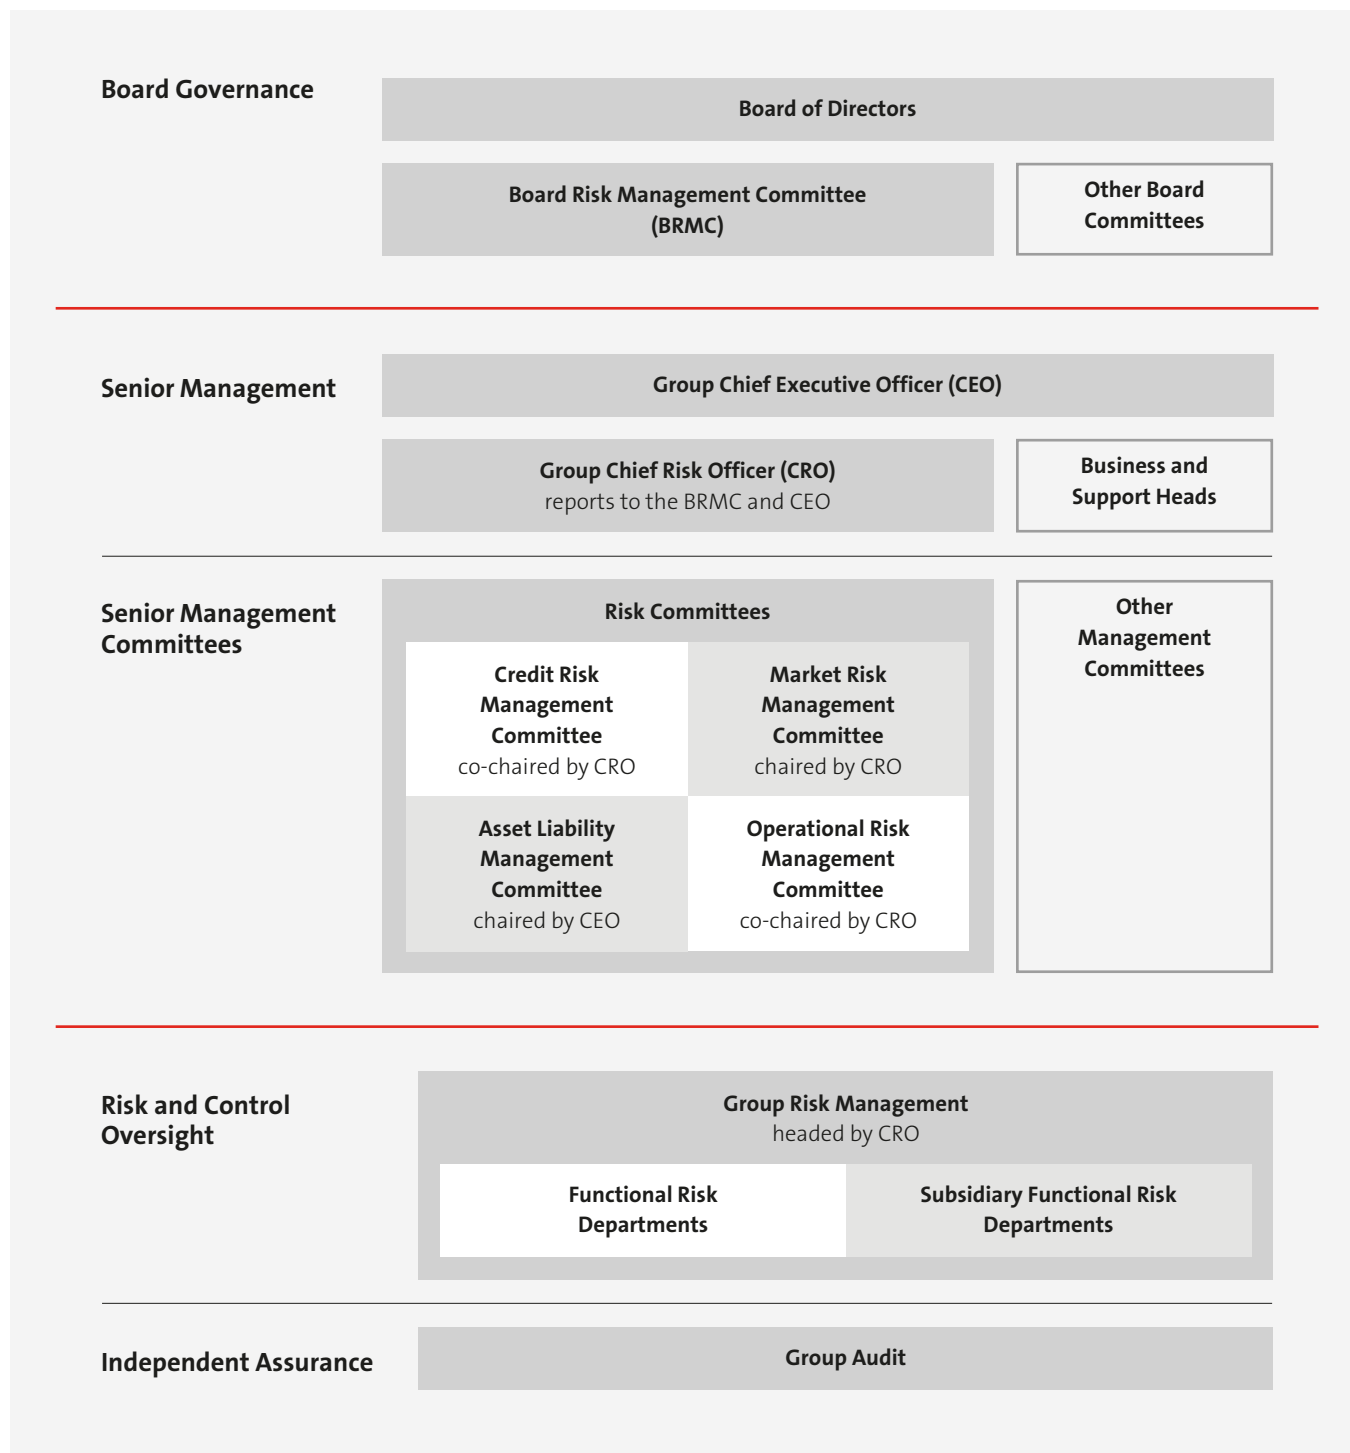 Board Governance
Board of Directors
Board Risk Management Committee
(BRMC)
Other Board
Committees
Senior Management
Group Chief Executive Officer (CEO)
Group Chief Risk Officer (CRO)
reports to the BRMC and CEO
Business and
Support Heads
Senior Management
Committees
Risk Committees
Credit Risk
Management
Committee
co-chaired by CRO
Market Risk
Management
Committee
chaired by CRO
Asset Liability
Management
Committee
chaired by CEO
Operational Risk
Management
Committee
co-chaired by CRO
Other
Management
Committees
Risk and Control
Oversight
Group Risk Management
headed by CRO
Functional Risk
Departments
Subsidiary Functional Risk
Departments
Independent Assurance
Group Audit